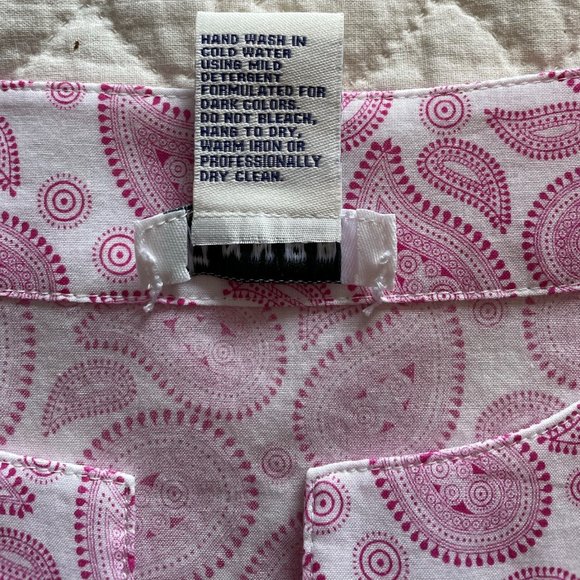 HAND WASH IN
COLD WATER
USING MILD
DETERGENT
FORMULATED FOR
DARK COLORS.
DO NOT BLEACH,
HANG TO DRY,
WARM IRON OR
PROFESSIONALLY
DRY CLEAN.